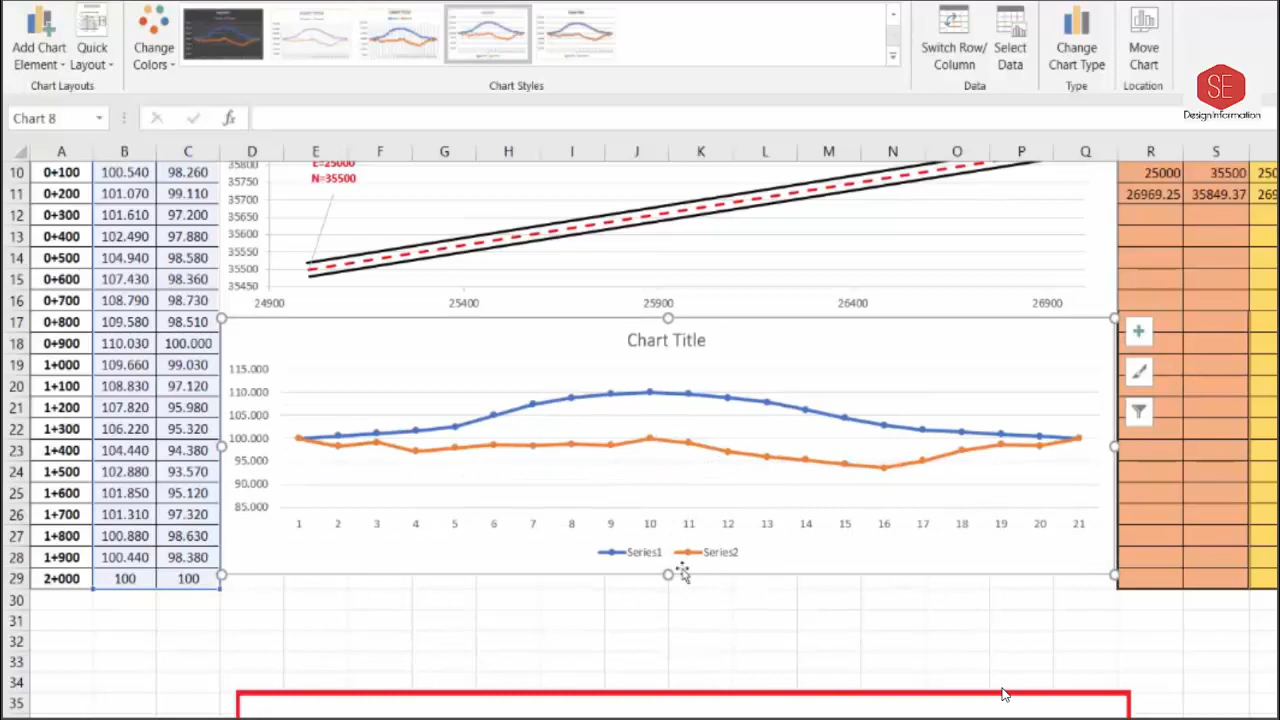 Add Chart Element
Quick Layout
Change Colors
Switch Row/ Column
Select Data
Change Chart Type
Move Chart
Chart Layouts
Chart Styles
Data
Type
Location
SE
DesignInformation
Chart 8
fx
A B C D E F G H I J K L M N O P Q R S
10 0+100 100.540 98.260 25000 35500
11 0+200 101.070 99.110 26969.25 35849.37
12 0+300 101.610 97.200
13 0+400 102.490 97.880
14 0+500 104.940 98.580
15 0+600 107.430 98.360
16 0+700 108.790 98.730
17 0+800 109.580 98.510
18 0+900 110.030 100.000
19 1+000 109.660 99.030
20 1+100 108.830 97.120
21 1+200 107.820 95.980
22 1+300 106.220 95.320
23 1+400 104.440 94.380
24 1+500 102.880 93.570
25 1+600 101.850 95.120
26 1+700 101.310 97.320
27 1+800 100.880 98.630
28 1+900 100.440 98.380
29 2+000 100 100
30
31
32
33
34
35
E=25000
N=35500
35800
35750
35700
35650
35600
35550
35500
35450
24900 25400 25900 26400 26900
Chart Title
115.000
110.000
105.000
100.000
95.000
90.000
85.000
1 2 3 4 5 6 7 8 9 10 11 12 13 14 15 16 17 18 19 20 21
Series1 Series2